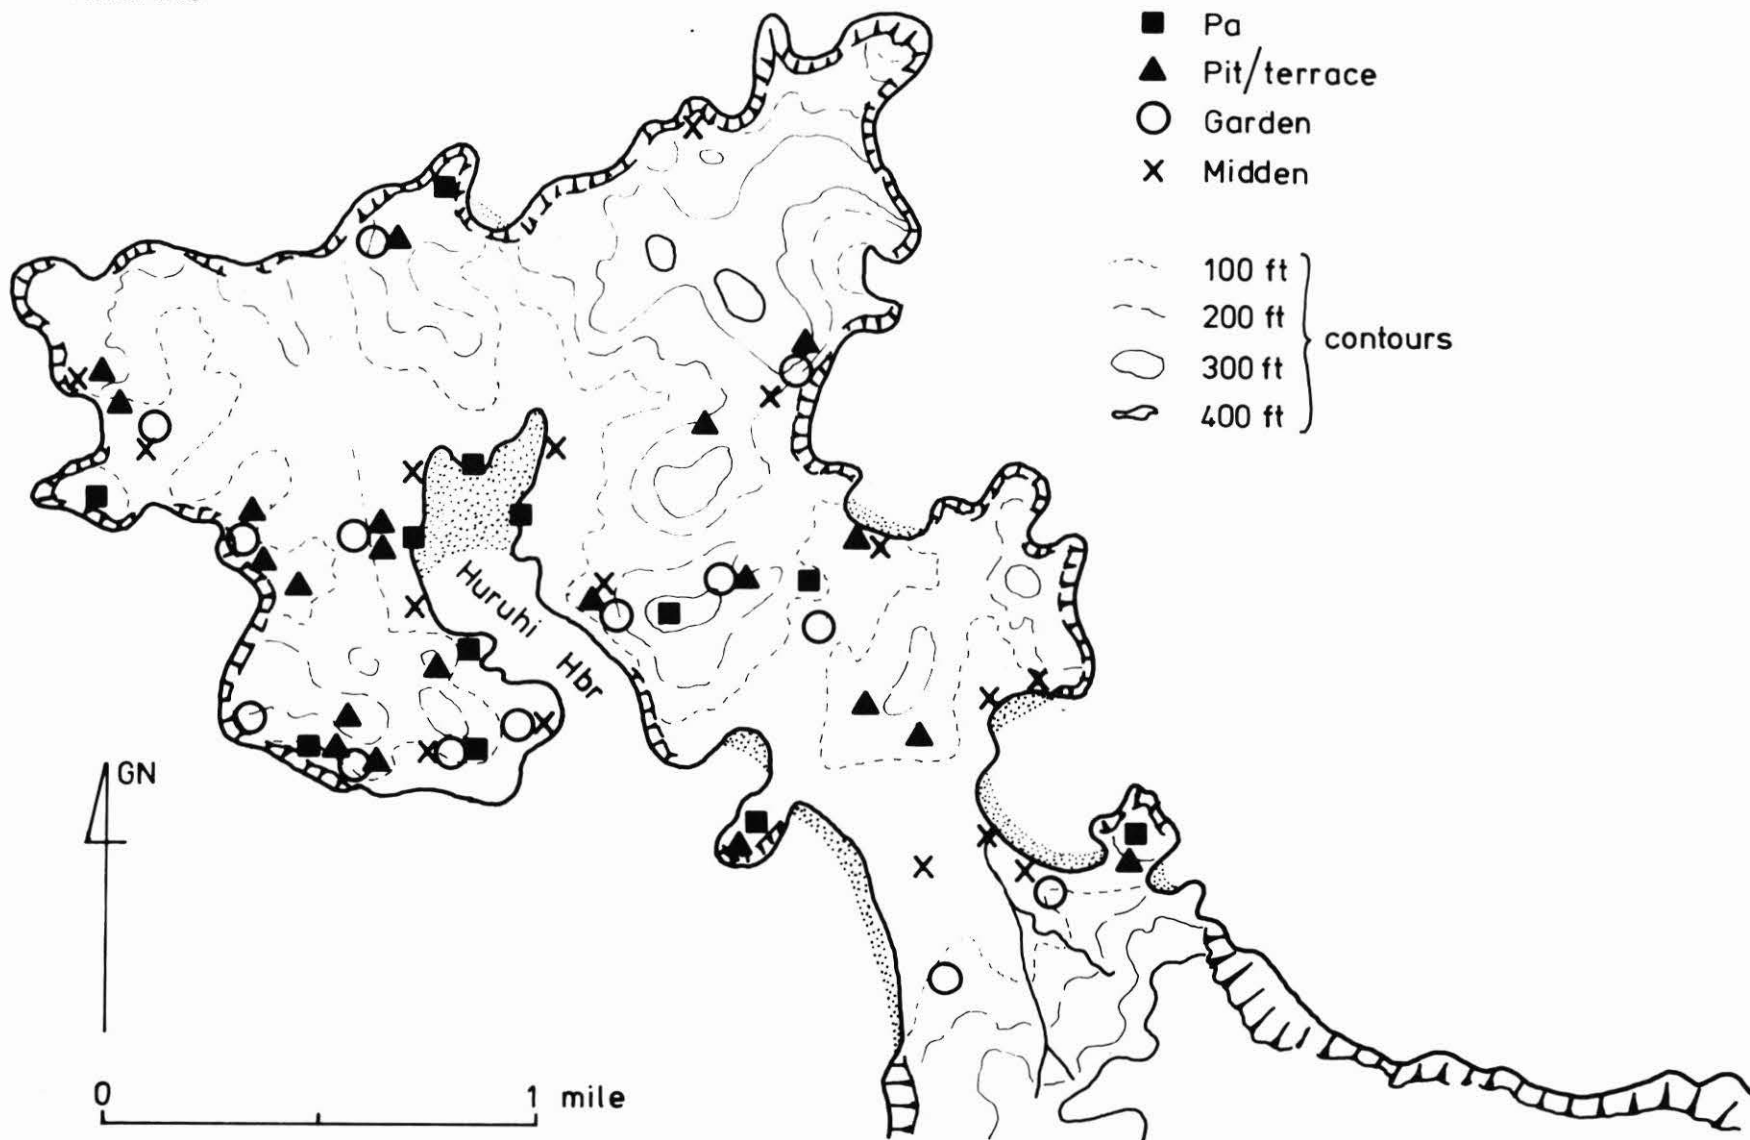 Pa
Pit/terrace
Garden
Midden
100 ft
200 ft
300 ft
400 ft
contours
Huruhi
Hbr
GN
0 1 mile